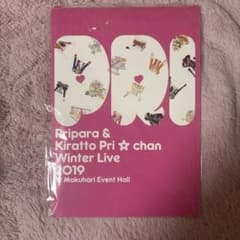 PRI
Pripara &
Kiratto Pri ☆ chan
Winter Live
2019
@ Makuhari Event Hall